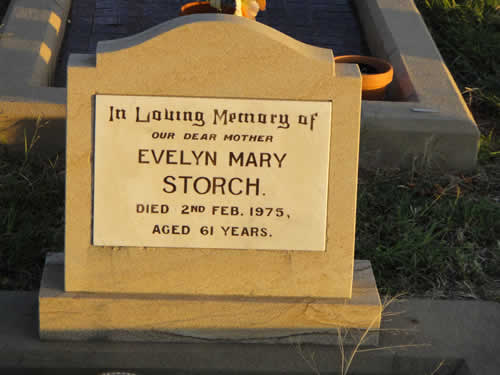 In Loving Memory of
OUR DEAR MOTHER
EVELYN MARY
STORCH.
DIED 2ND FEB. 1975,
AGED 61 YEARS.